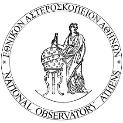 ΕΘΝΙΚΟΝ ΑΣΤΕΡΟΣΚΟΠΕΙΟΝ ΑΘΗΝΩΝ
NATIONAL OBSERVATORY ATHENS